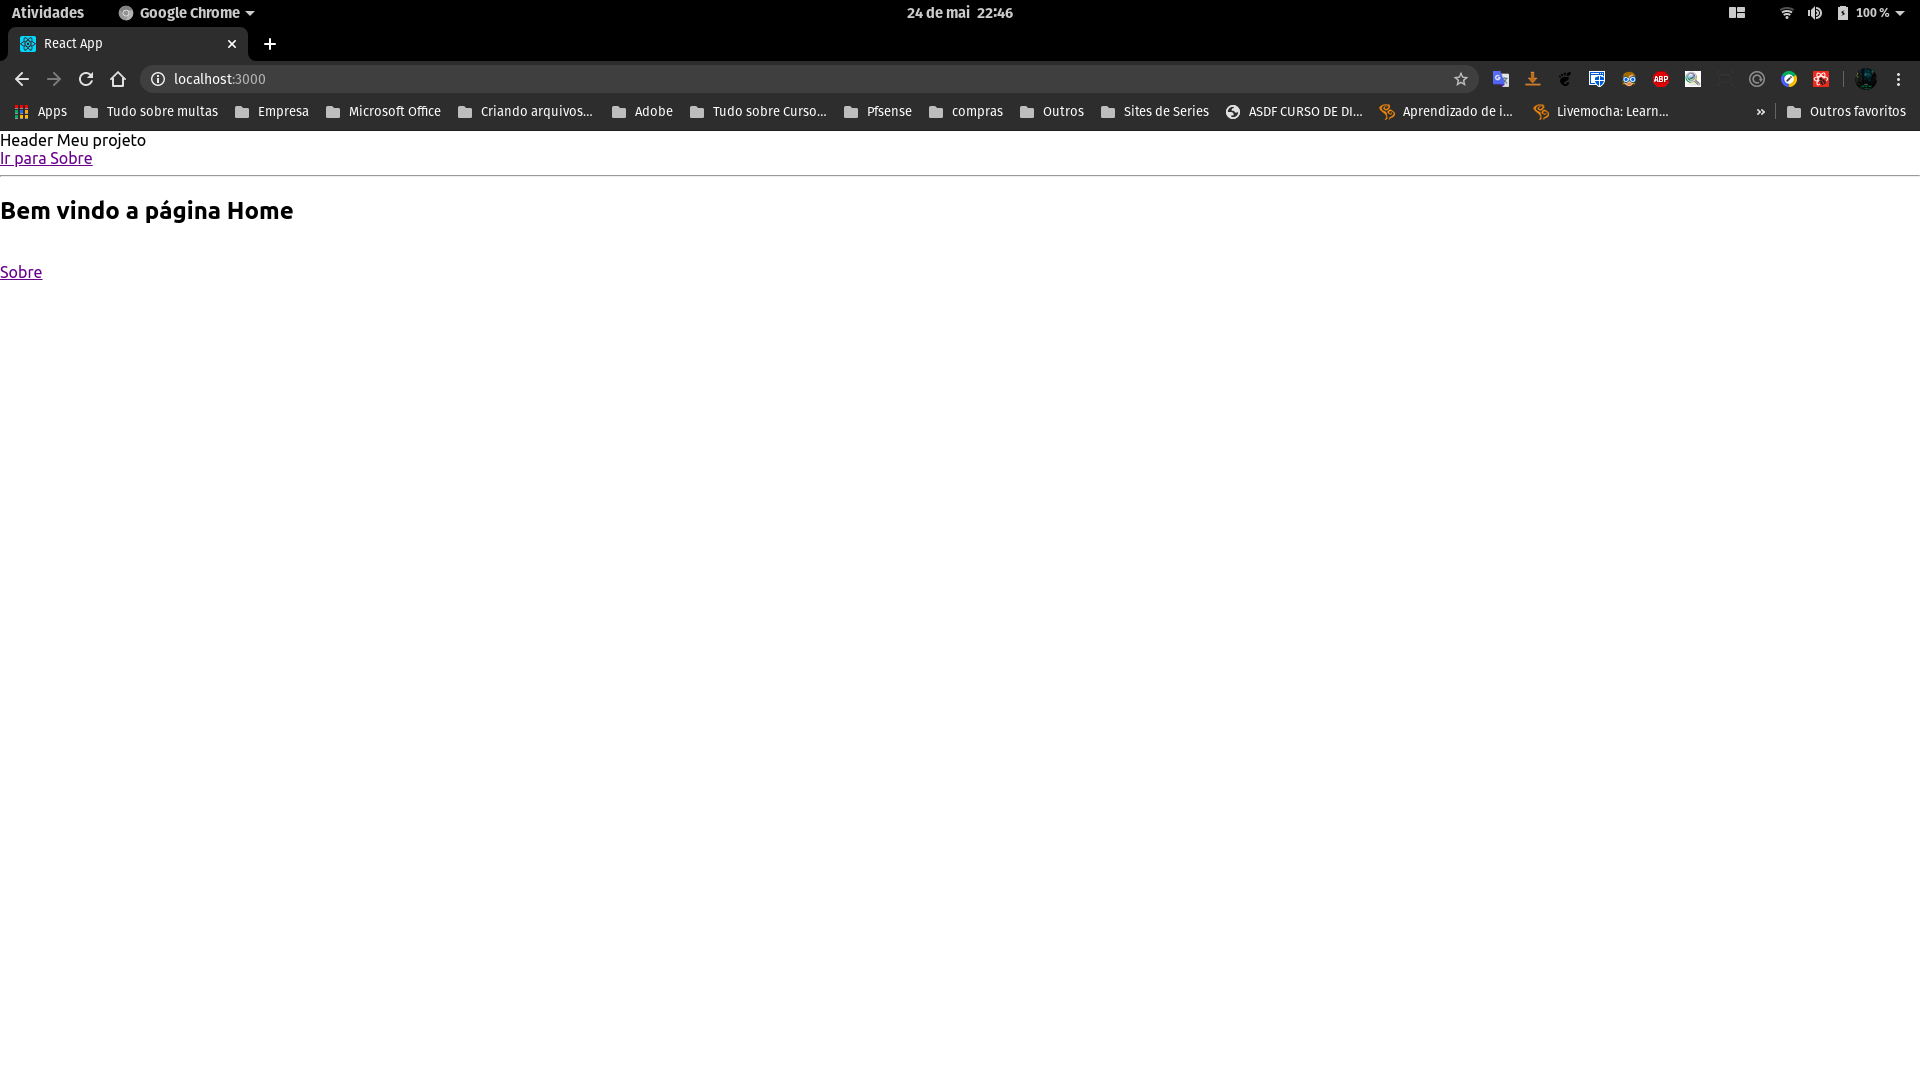 Atividades Google Chrome 24 de mai 22:46 100 %
React App
localhost:3000
Apps Tudo sobre multas Empresa Microsoft Office Criando arquivos... Adobe Tudo sobre Curso... Pfsense compras Outros Sites de Series ASDF CURSO DE DI... Aprendizado de i... Livemocha: Learn... » Outros favoritos
Header Meu projeto
Ir para Sobre
Bem vindo a página Home
Sobre